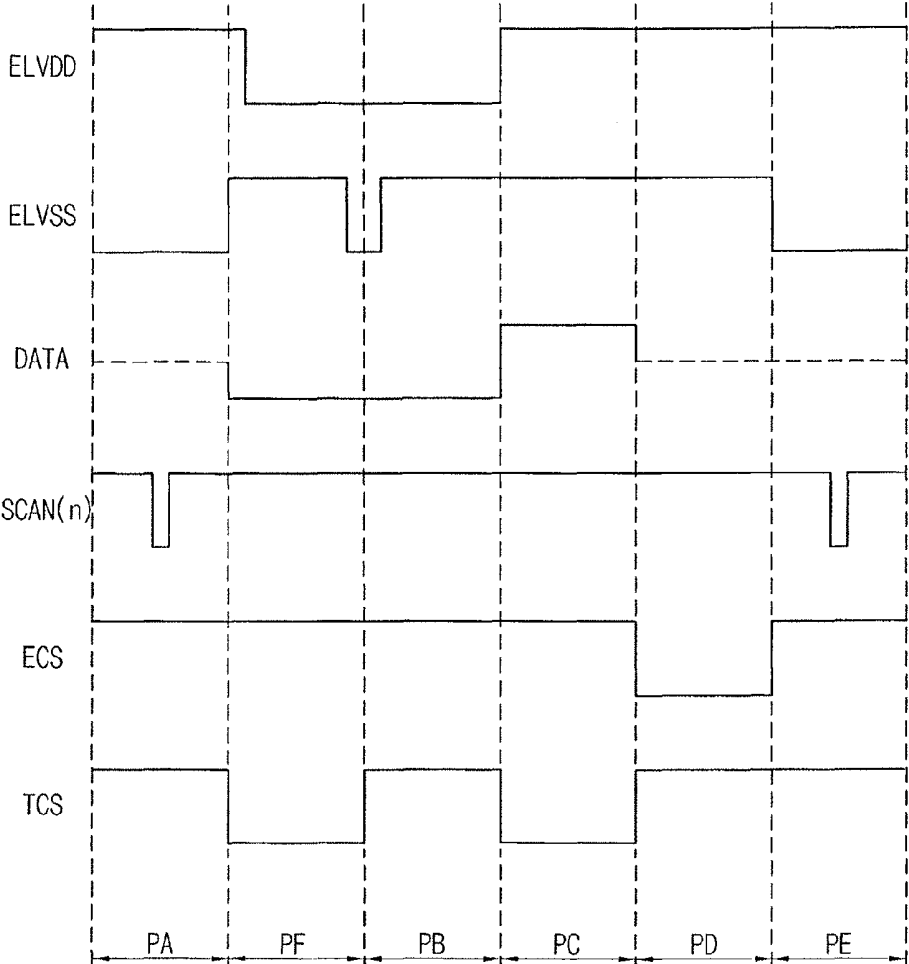 ELVDD
ELVSS
DATA
SCAN(n)
ECS
TCS
PA PF PB PC PD PE